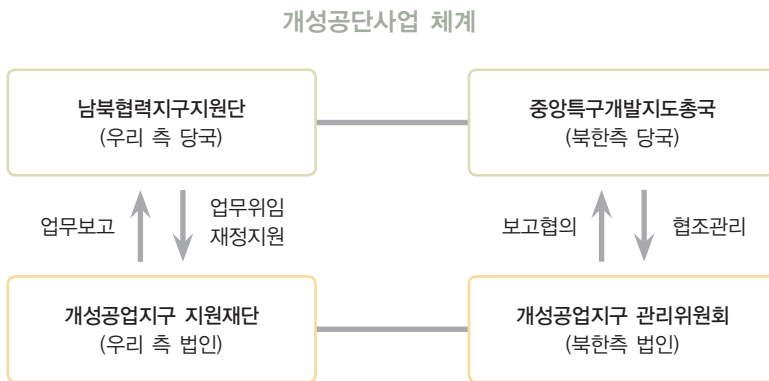 개성공단사업 체계
남북협력지구지원단
(우리 측 당국)
중앙특구개발지도총국
(북한측 당국)
업무보고
업무위임
재정지원
보고협의
협조관리
개성공업지구 지원재단
(우리 측 법인)
개성공업지구 관리위원회
(북한측 법인)